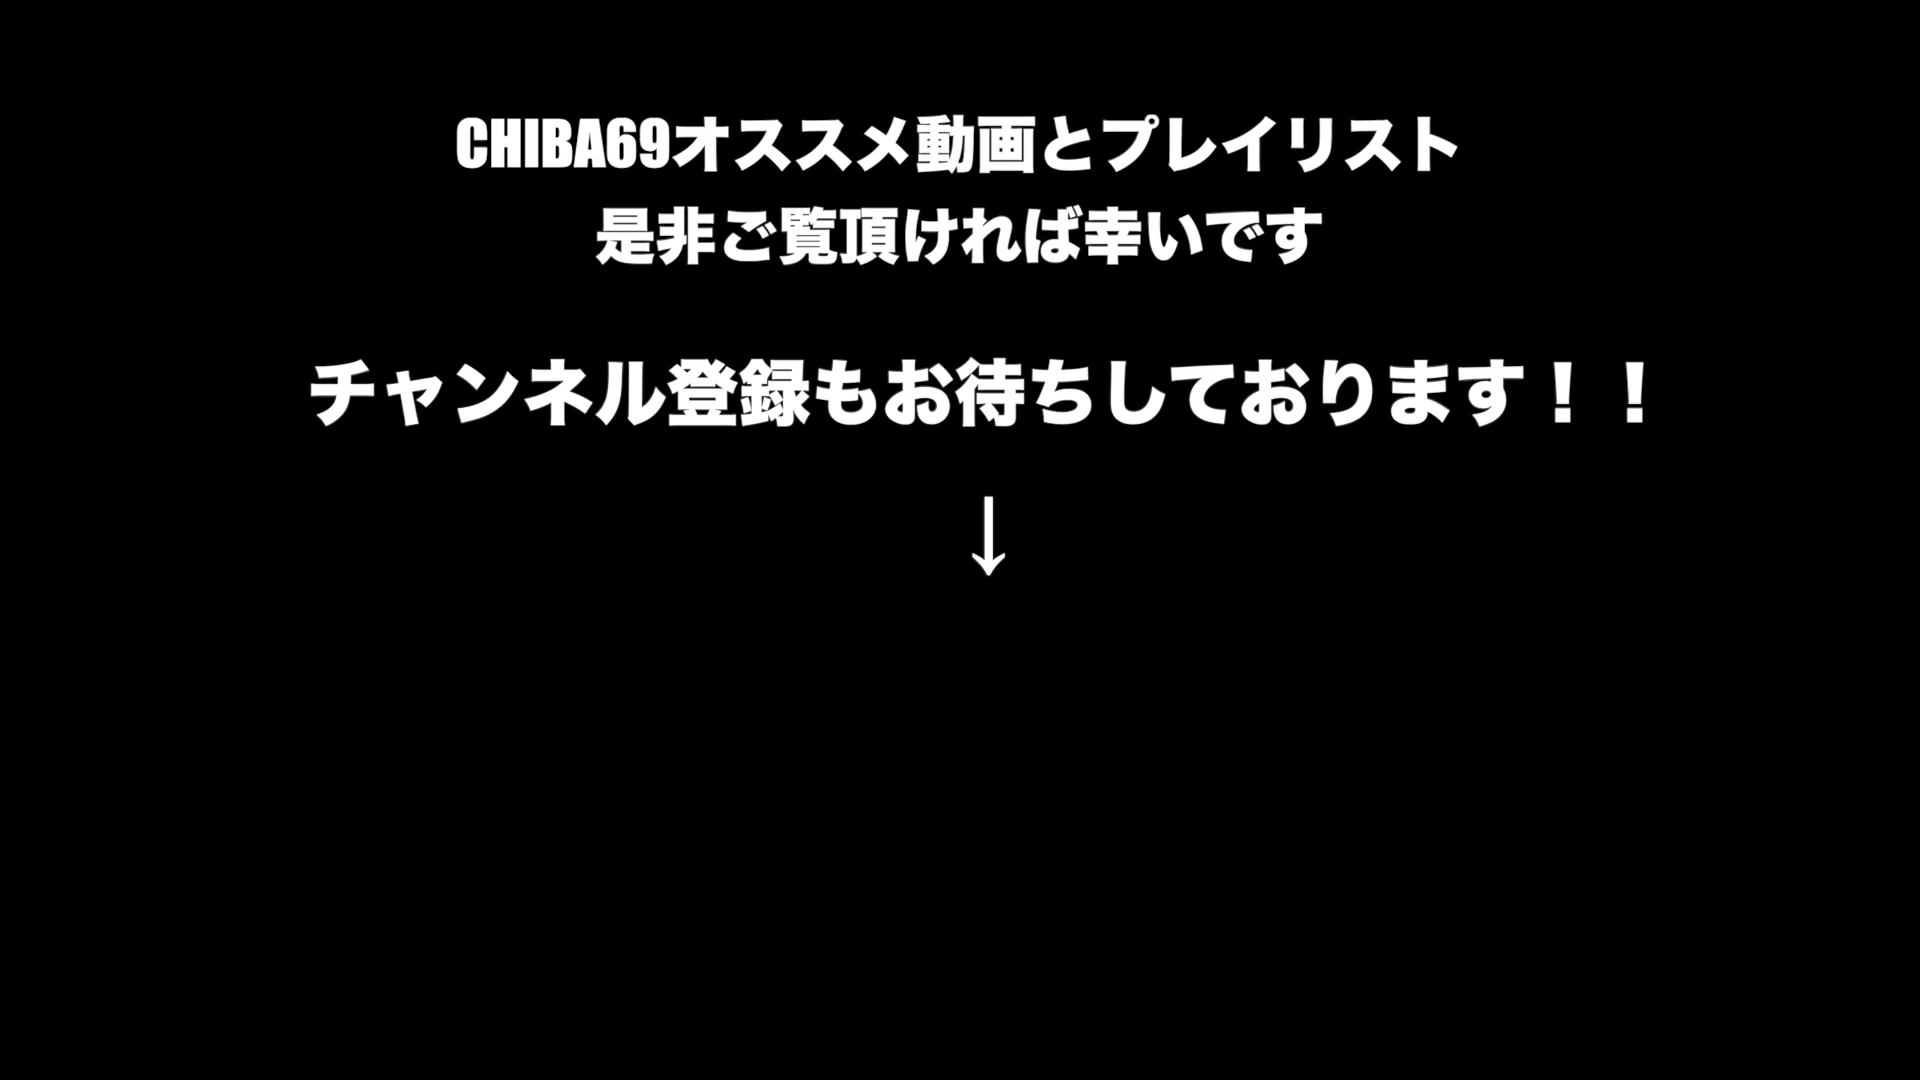 CHIBA69オススメ動画とプレイリスト
是非ご覧頂ければ幸いです
チャンネル登録もお待ちしております！！
↓